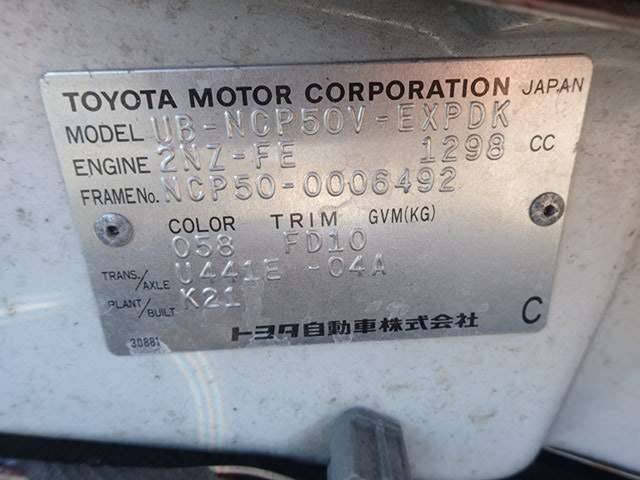 TOYOTA MOTOR CORPORATION JAPAN
MODEL UB-NCP50V-EXPDK
ENGINE 2NZ-FE 1298 CC
FRAMENo. NCP50-0006492
COLOR TRIM GVM(KG)
058 FD10
TRANS./AXLE U441E -04A
PLANT/BUILT K21
30881 トヨタ自動車株式会社 C